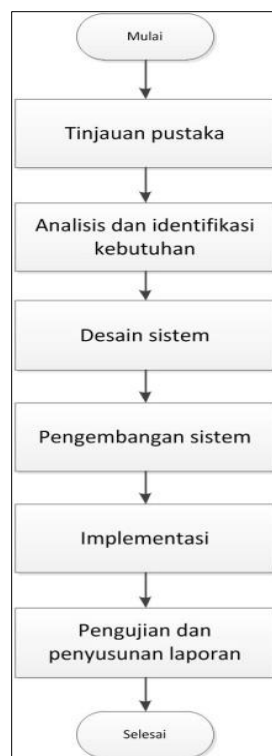 Mulai
Tinjauan pustaka
Analisis dan identifikasi
kebutuhan
Desain sistem
Pengembangan sistem
Implementasi
Pengujian dan
penyusunan laporan
Selesai